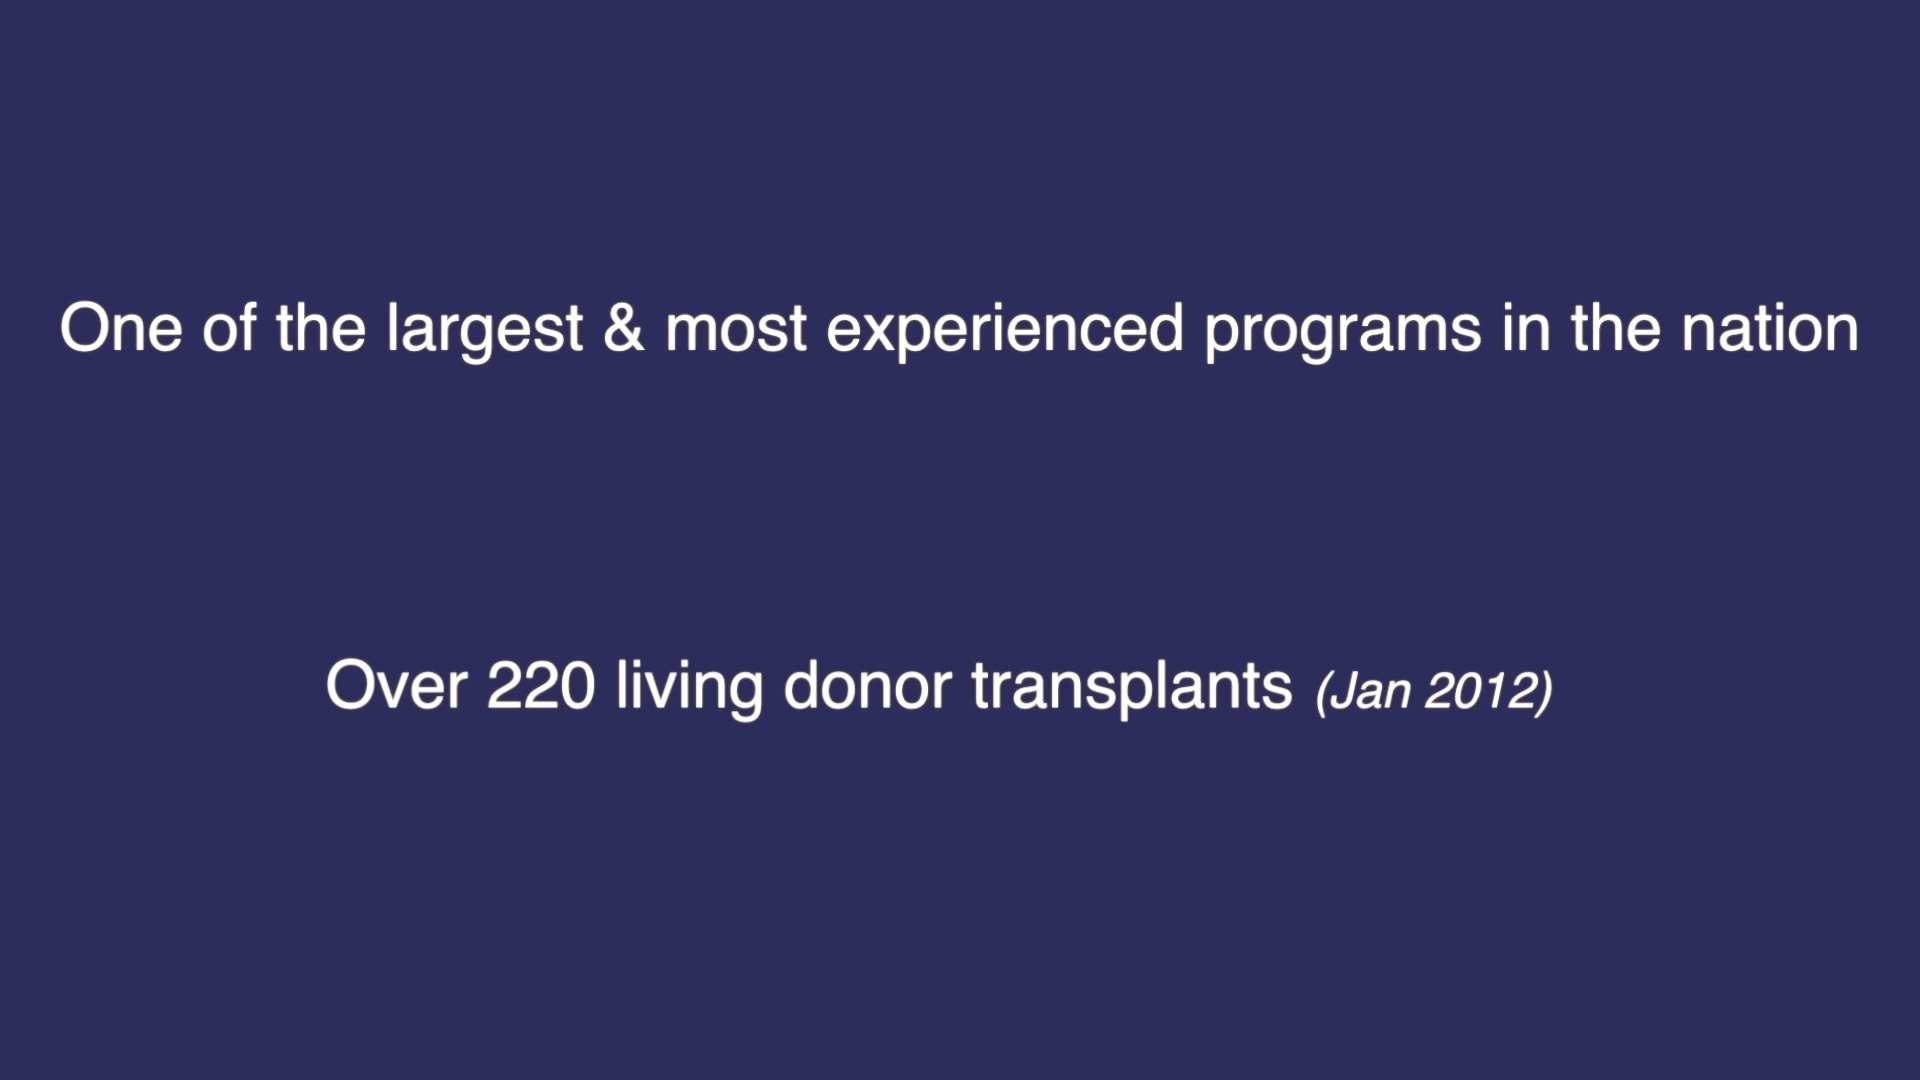 One of the largest & most experienced programs in the nation
Over 220 living donor transplants (Jan 2012)